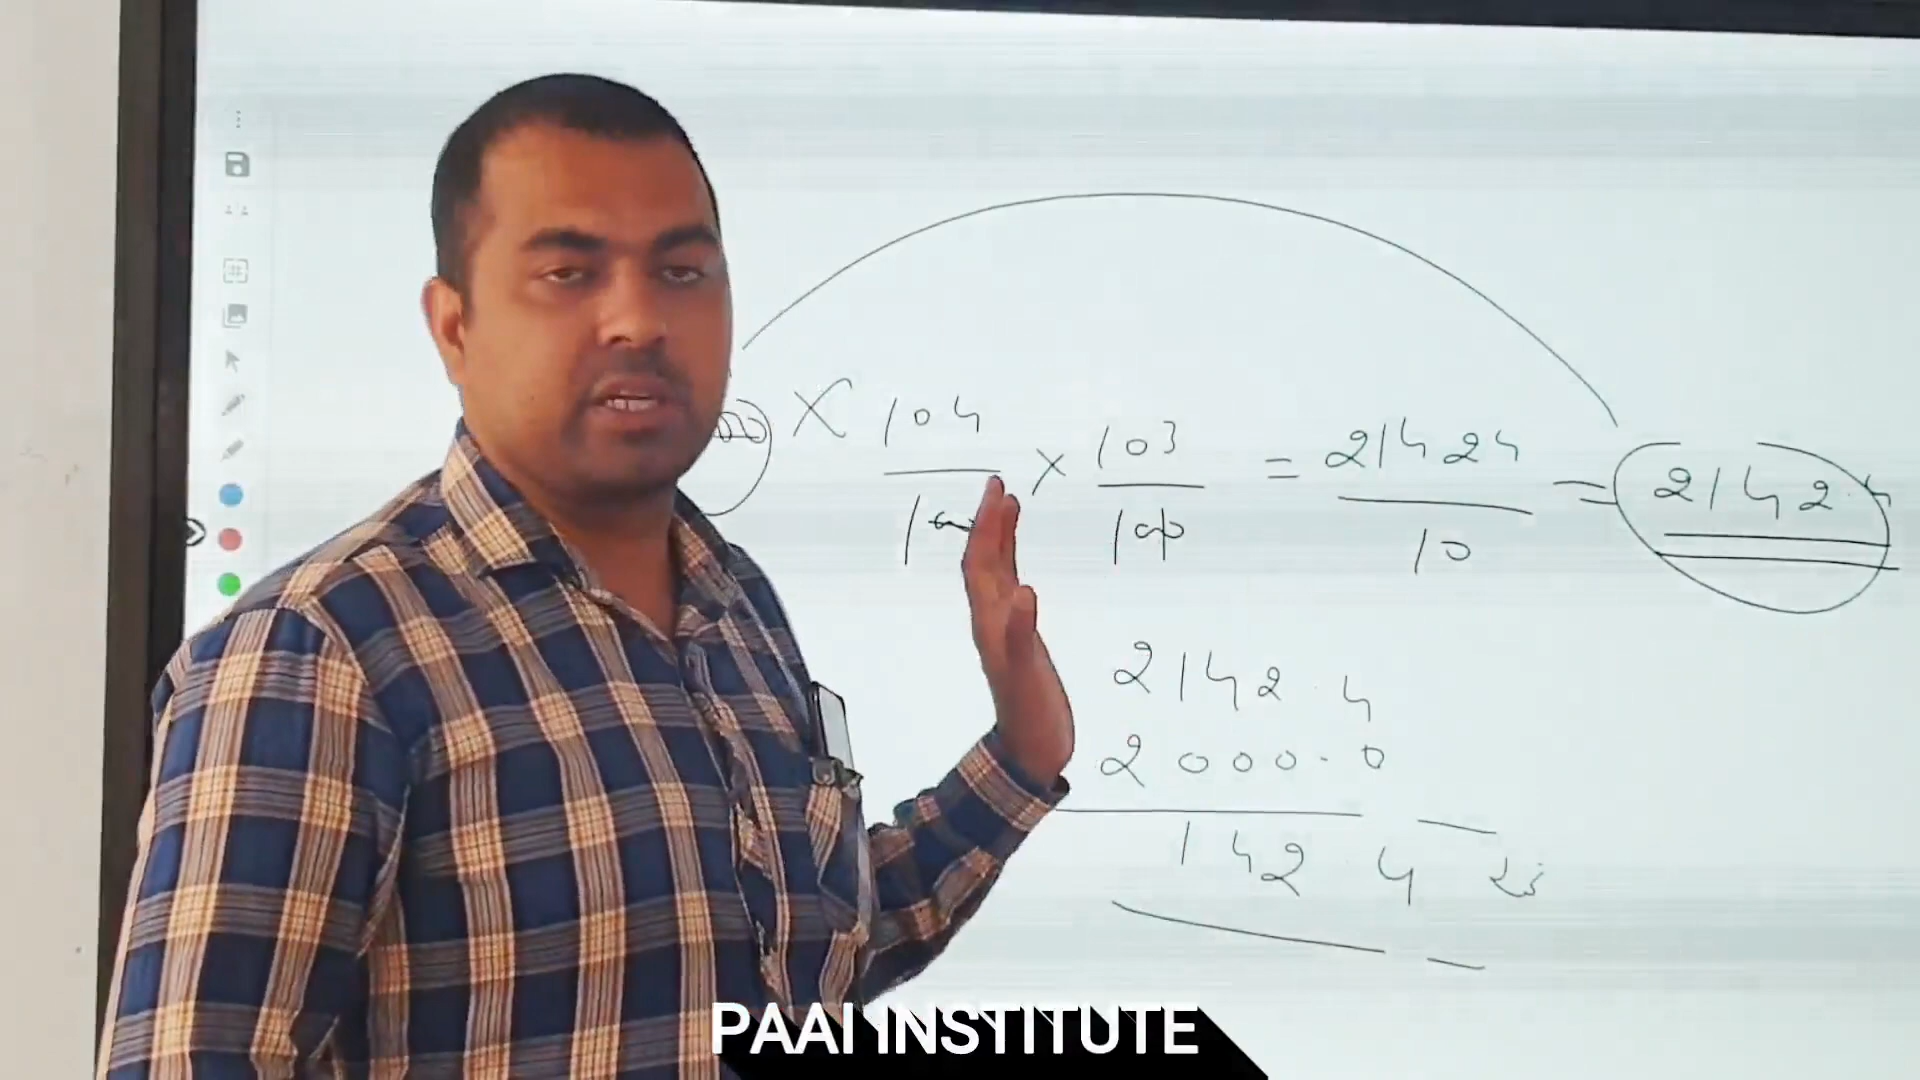 × 104/100 × 103/100 = 21424/10 = 2142.4
2142.4
2000.0
142.4
PAAI INSTITUTE